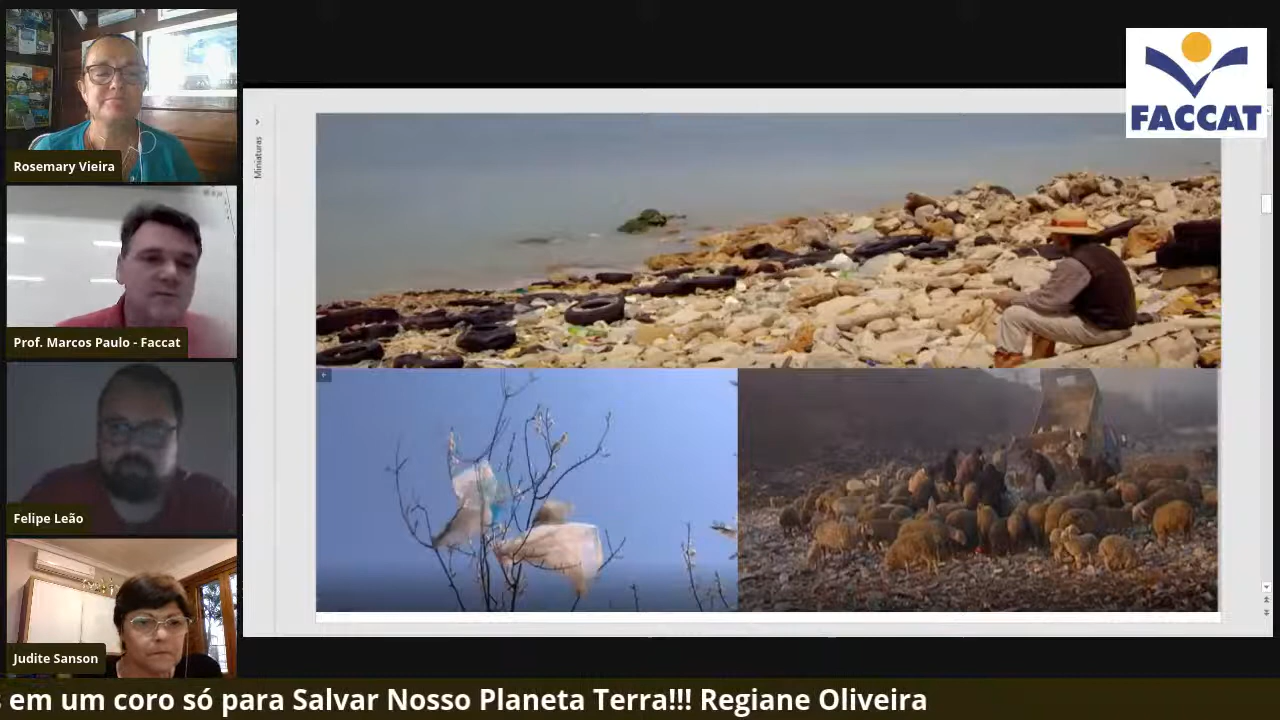 Rosemary Vieira
Prof. Marcos Paulo - Faccat
Felipe Leão
Judite Sanson
Miniaturas
FACCAT
em um coro só para Salvar Nosso Planeta Terra!!! Regiane Oliveira